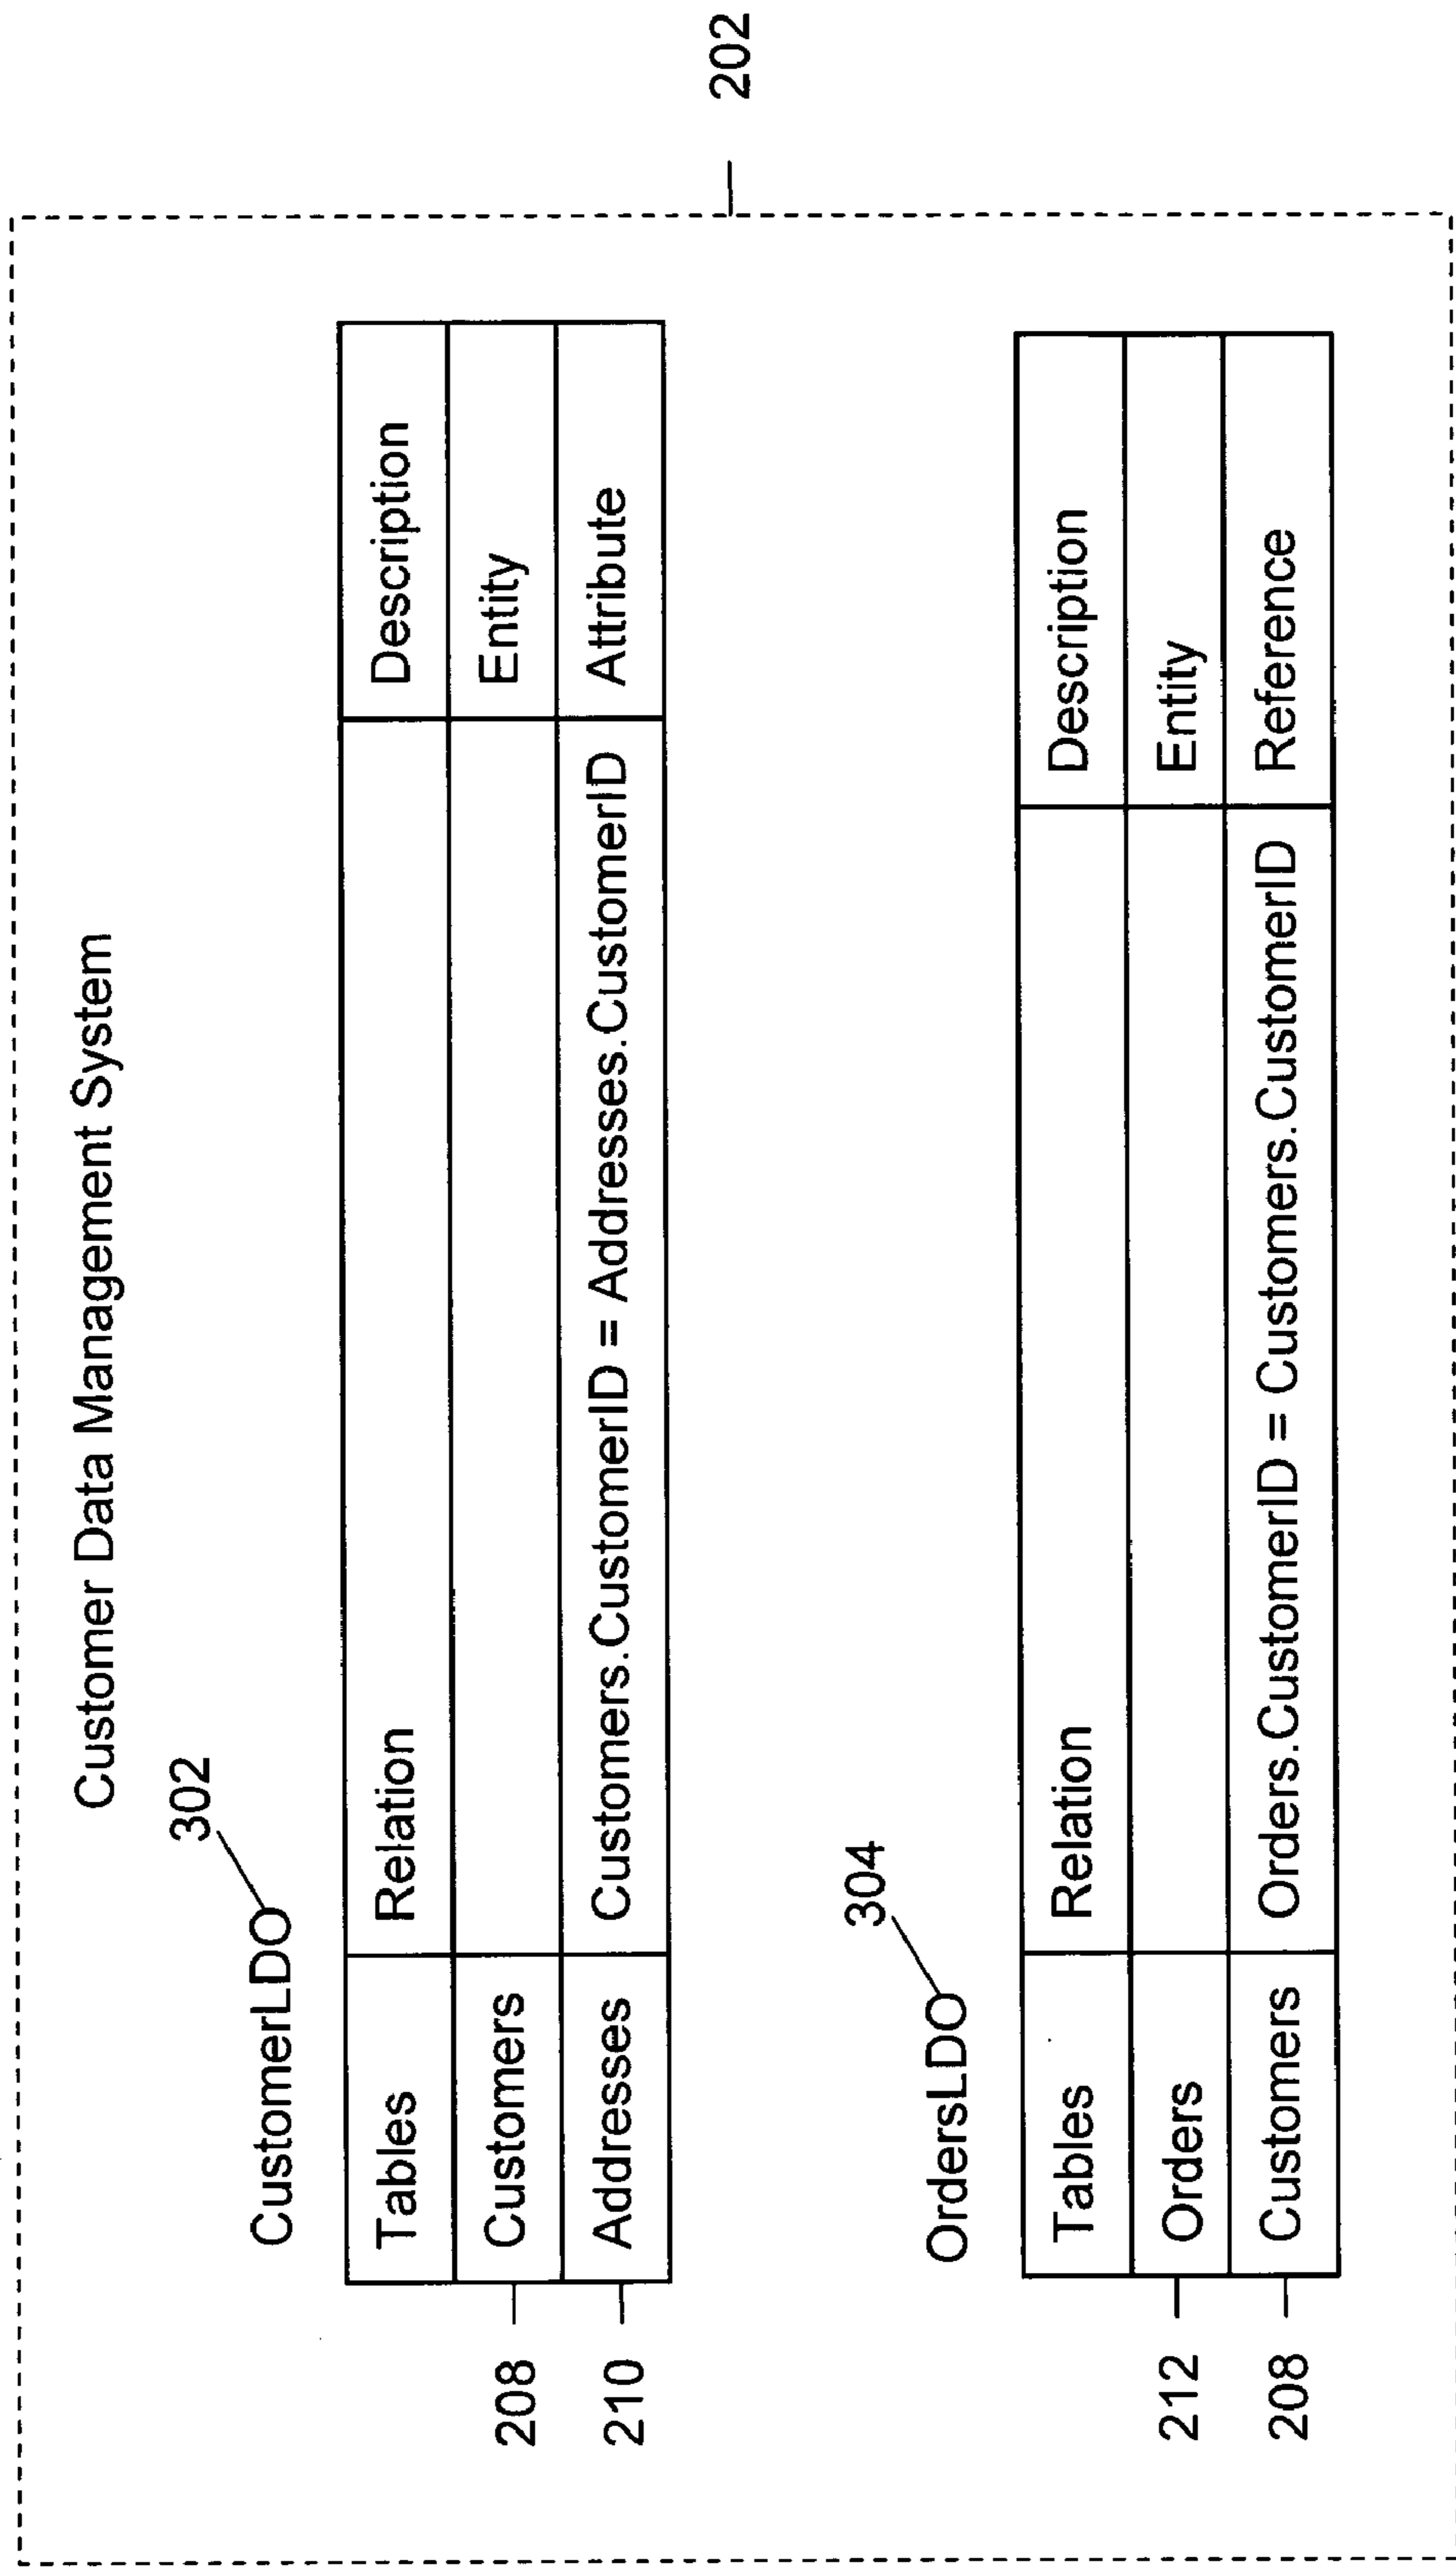 Customer Data Management System
202
CustomerLDO
302
Tables Relation Description
208 Customers Entity
210 Addresses Customers.CustomerID = Addresses.CustomerID Attribute
OrdersLDO
304
Tables Relation Description
212 Orders Entity
208 Customers Orders.CustomerID = Customers.CustomerID Reference